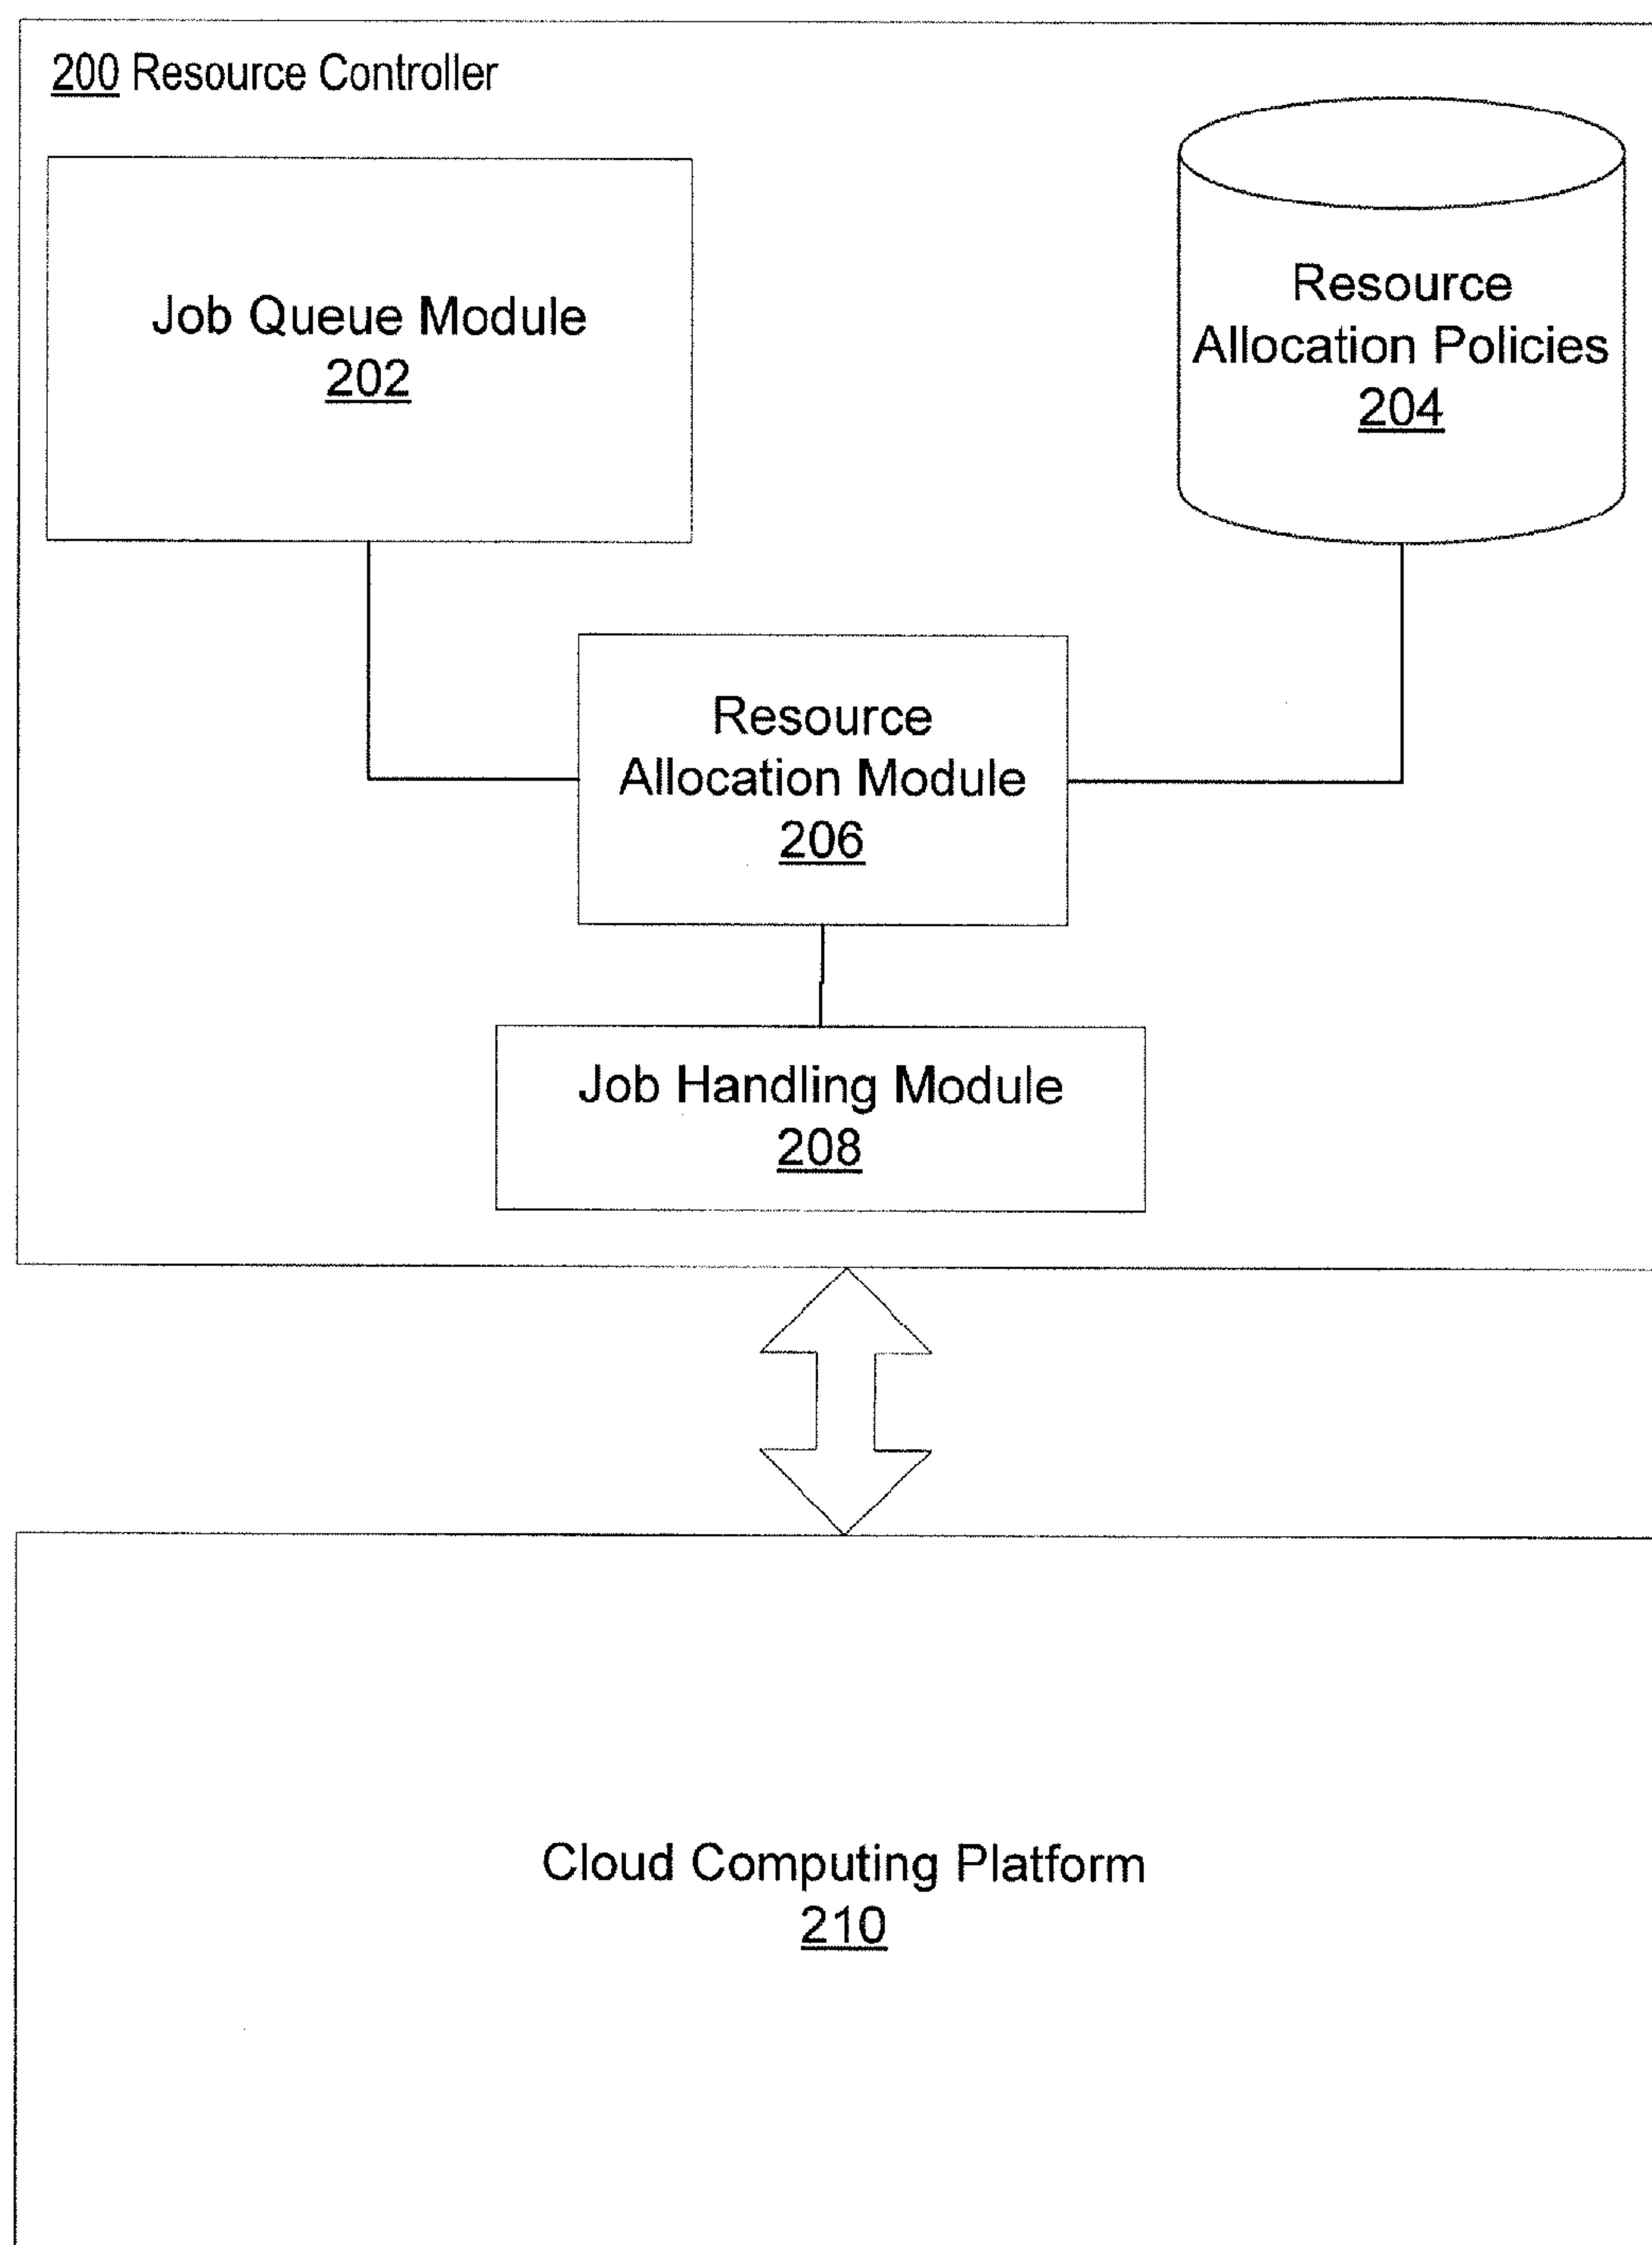 200 Resource Controller
Job Queue Module
202
Resource
Allocation Policies
204
Resource
Allocation Module
206
Job Handling Module
208
Cloud Computing Platform
210